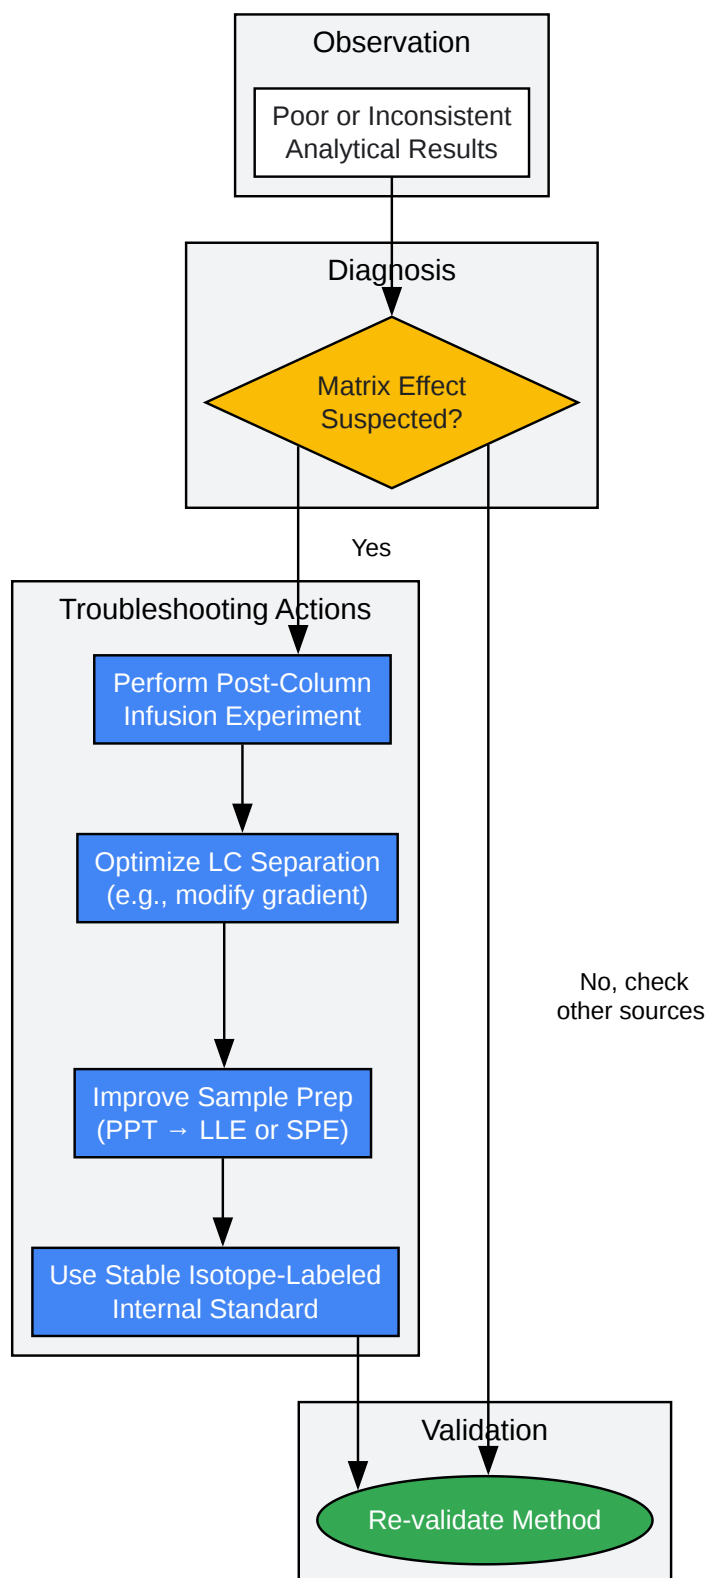 Observation
Poor or Inconsistent
Analytical Results
Diagnosis
Matrix Effect
Suspected?
Yes
Troubleshooting Actions
Perform Post-Column
Infusion Experiment
Optimize LC Separation
(e.g., modify gradient)
No, check
other sources
Improve Sample Prep
(PPT → LLE or SPE)
Use Stable Isotope-Labeled
Internal Standard
Validation
Re-validate Method